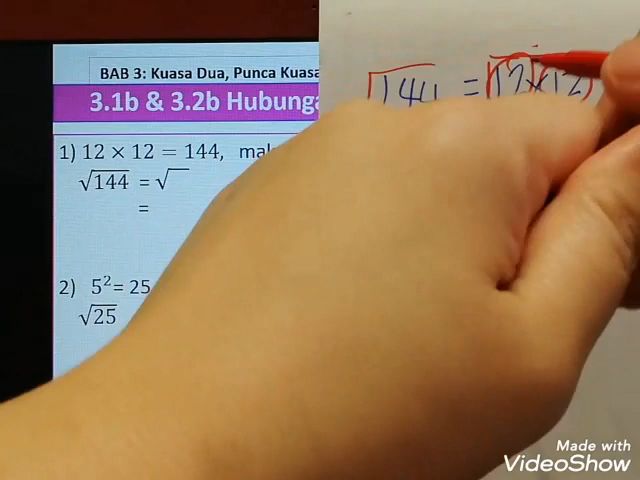 BAB 3: Kuasa Dua, Punca Kuasa
3.1b & 3.2b Hubunga
1) 12 × 12 = 144,
√144 = √
=
2) 5² = 25
√25
√144 = √12×12
Made with
VideoShow